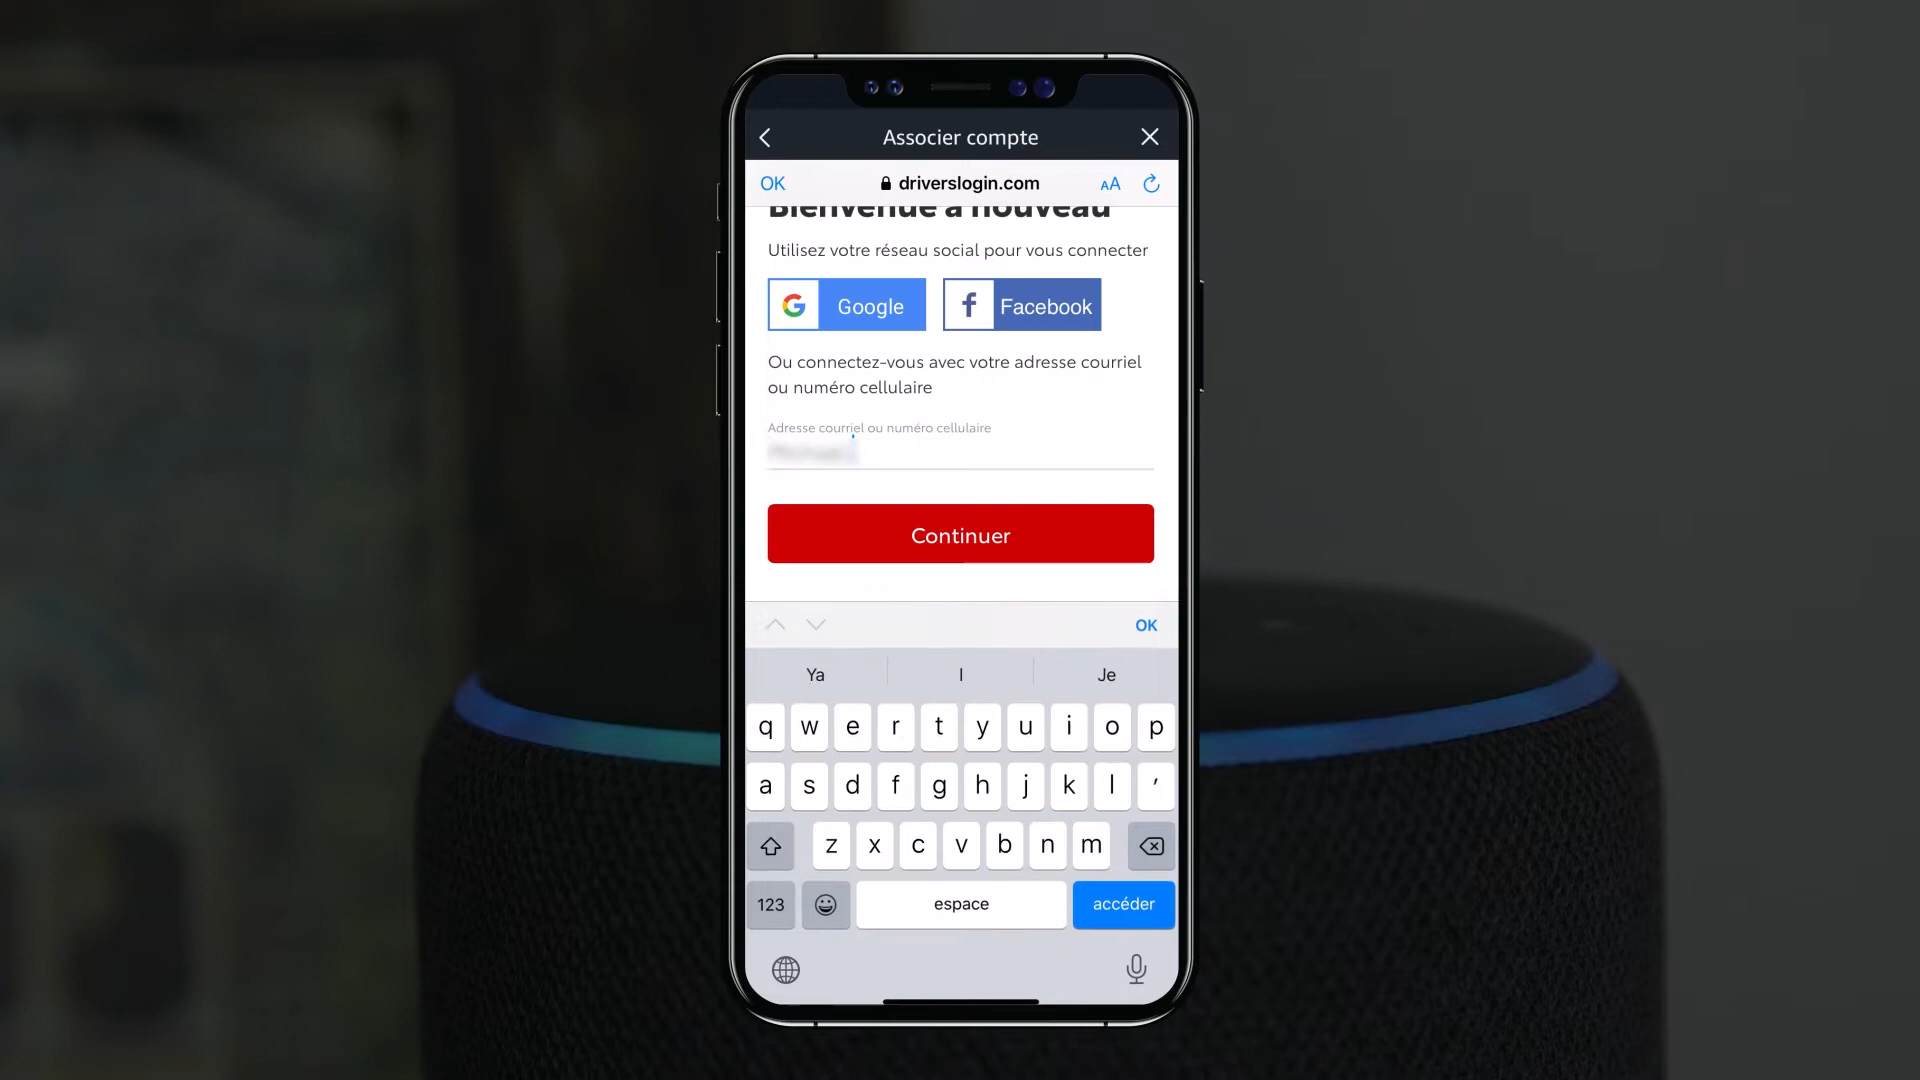 Associer compte
OK driverslogin.com AA
Bienvenue à nouveau
Utilisez votre réseau social pour vous connecter
G Google f Facebook
Ou connectez-vous avec votre adresse courriel
ou numéro cellulaire
Adresse courriel ou numéro cellulaire
Continuer
OK
Ya I Je
q w e r t y u i o p
a s d f g h j k l ′
z x c v b n m
123 espace accéder